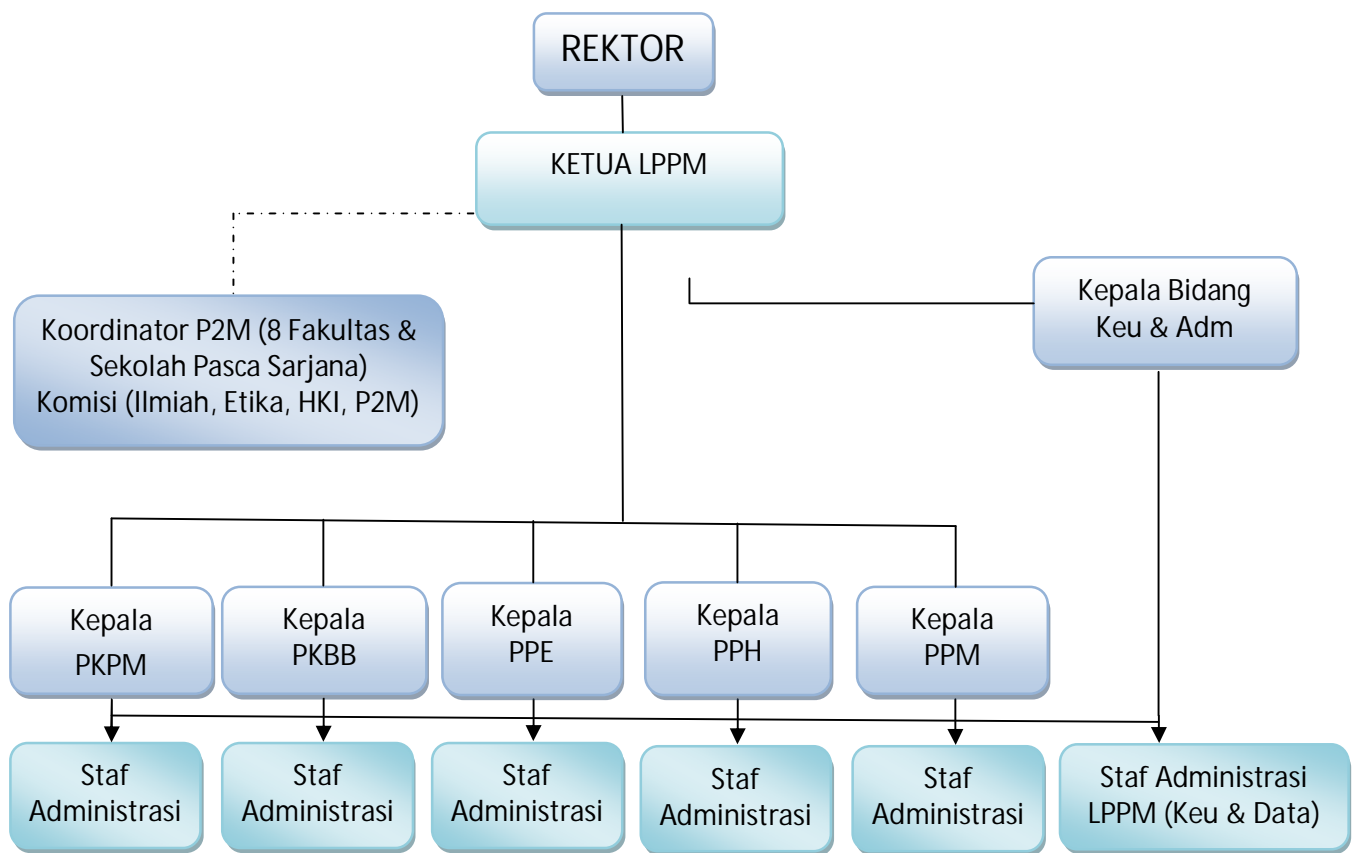 REKTOR
KETUA LPPM
Kepala Bidang
Keu & Adm
Koordinator P2M (8 Fakultas &
Sekolah Pasca Sarjana)
Komisi (Ilmiah, Etika, HKI, P2M)
Kepala
PKPM
Kepala
PKBB
Kepala
PPE
Kepala
PPH
Kepala
PPM
Staf
Administrasi
Staf
Administrasi
Staf
Administrasi
Staf
Administrasi
Staf
Administrasi
Staf Administrasi
LPPM (Keu & Data)